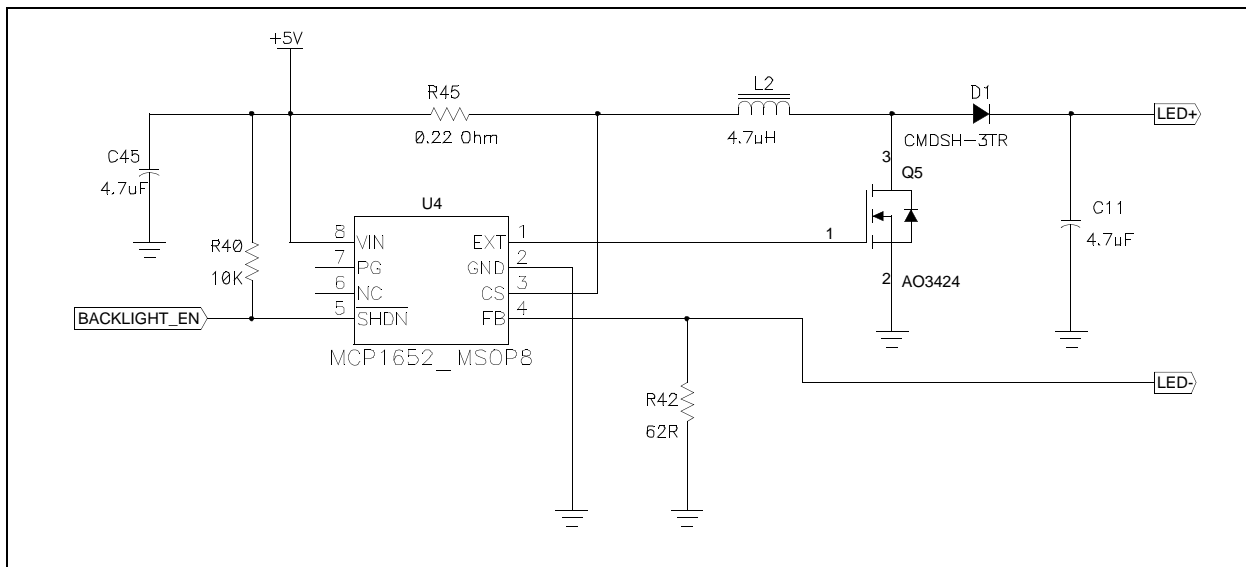 +5V
R45
0.22 Ohm
L2
4.7uH
D1
CMDSH-3TR
LED+
C45
4.7uF
3
Q5
1
2
AO3424
C11
4.7uF
R40
10K
U4
8 VIN EXT 1
7 PG GND 2
6 NC CS 3
5 SHDN FB 4
MCP1652_MSOP8
BACKLIGHT_EN
LED-
R42
62R